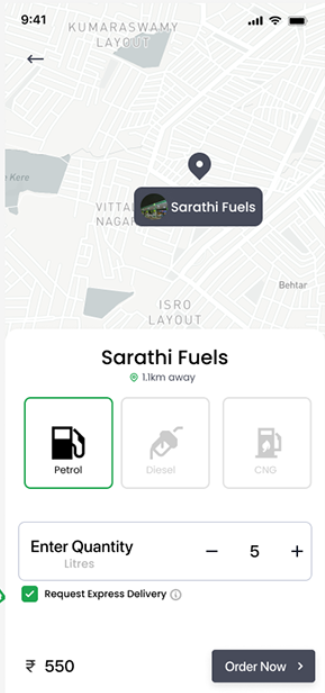 9:41
KUMARASWAMY
LAYOUT
Kere
VITTA
NAGAR
Sarathi Fuels
Behtar
ISRO
LAYOUT
Sarathi Fuels
1.1km away
Petrol
Diesel
CNG
Enter Quantity
Litres
− 5 +
Request Express Delivery
₹ 550
Order Now >